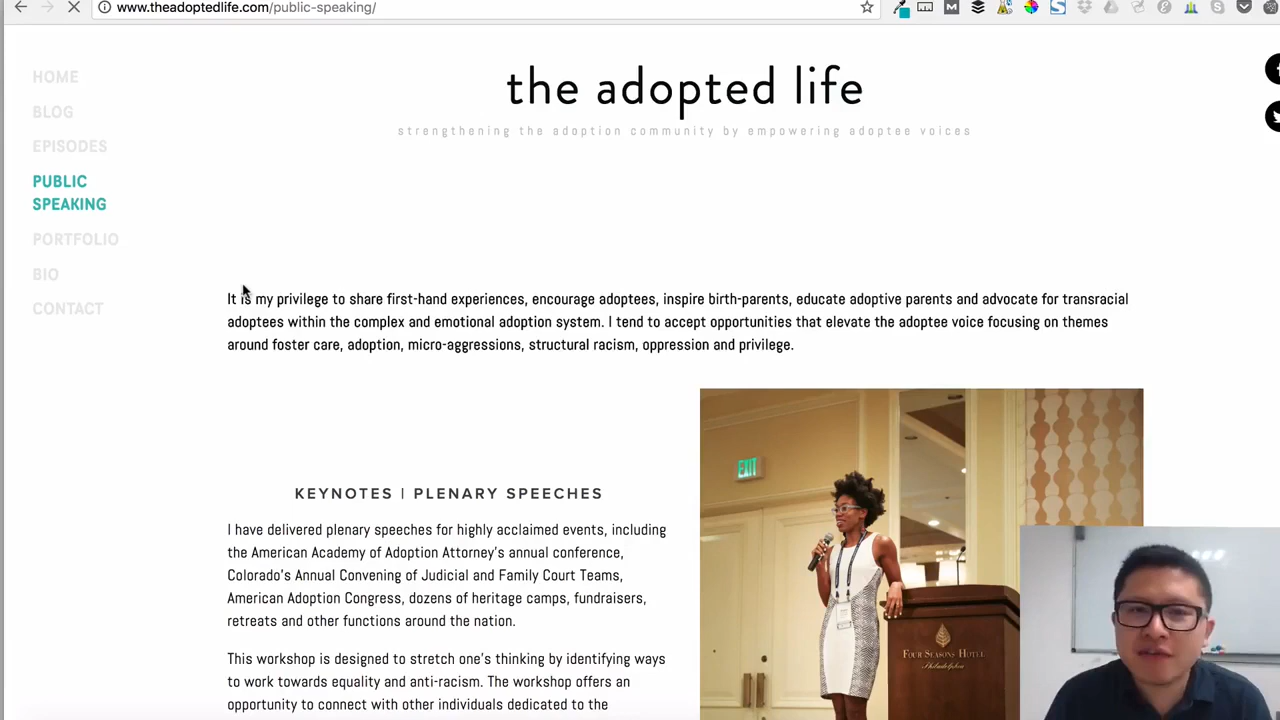 www.theadoptedlife.com/public-speaking/
the adopted life
strengthening the adoption community by empowering adoptee voices
HOME
BLOG
EPISODES
PUBLIC
SPEAKING
PORTFOLIO
BIO
CONTACT
It is my privilege to share first-hand experiences, encourage adoptees, inspire birth-parents, educate adoptive parents and advocate for transracial
adoptees within the complex and emotional adoption system. I tend to accept opportunities that elevate the adoptee voice focusing on themes
around foster care, adoption, micro-aggressions, structural racism, oppression and privilege.
KEYNOTES | PLENARY SPEECHES
I have delivered plenary speeches for highly acclaimed events, including
the American Academy of Adoption Attorney's annual conference,
Colorado's Annual Convening of Judicial and Family Court Teams,
American Adoption Congress, dozens of heritage camps, fundraisers,
retreats and other functions around the nation.
This workshop is designed to stretch one's thinking by identifying ways
to work towards equality and anti-racism. The workshop offers an
opportunity to connect with other individuals dedicated to the
EXIT
FOUR SEASONS HOTEL
Philadelphia